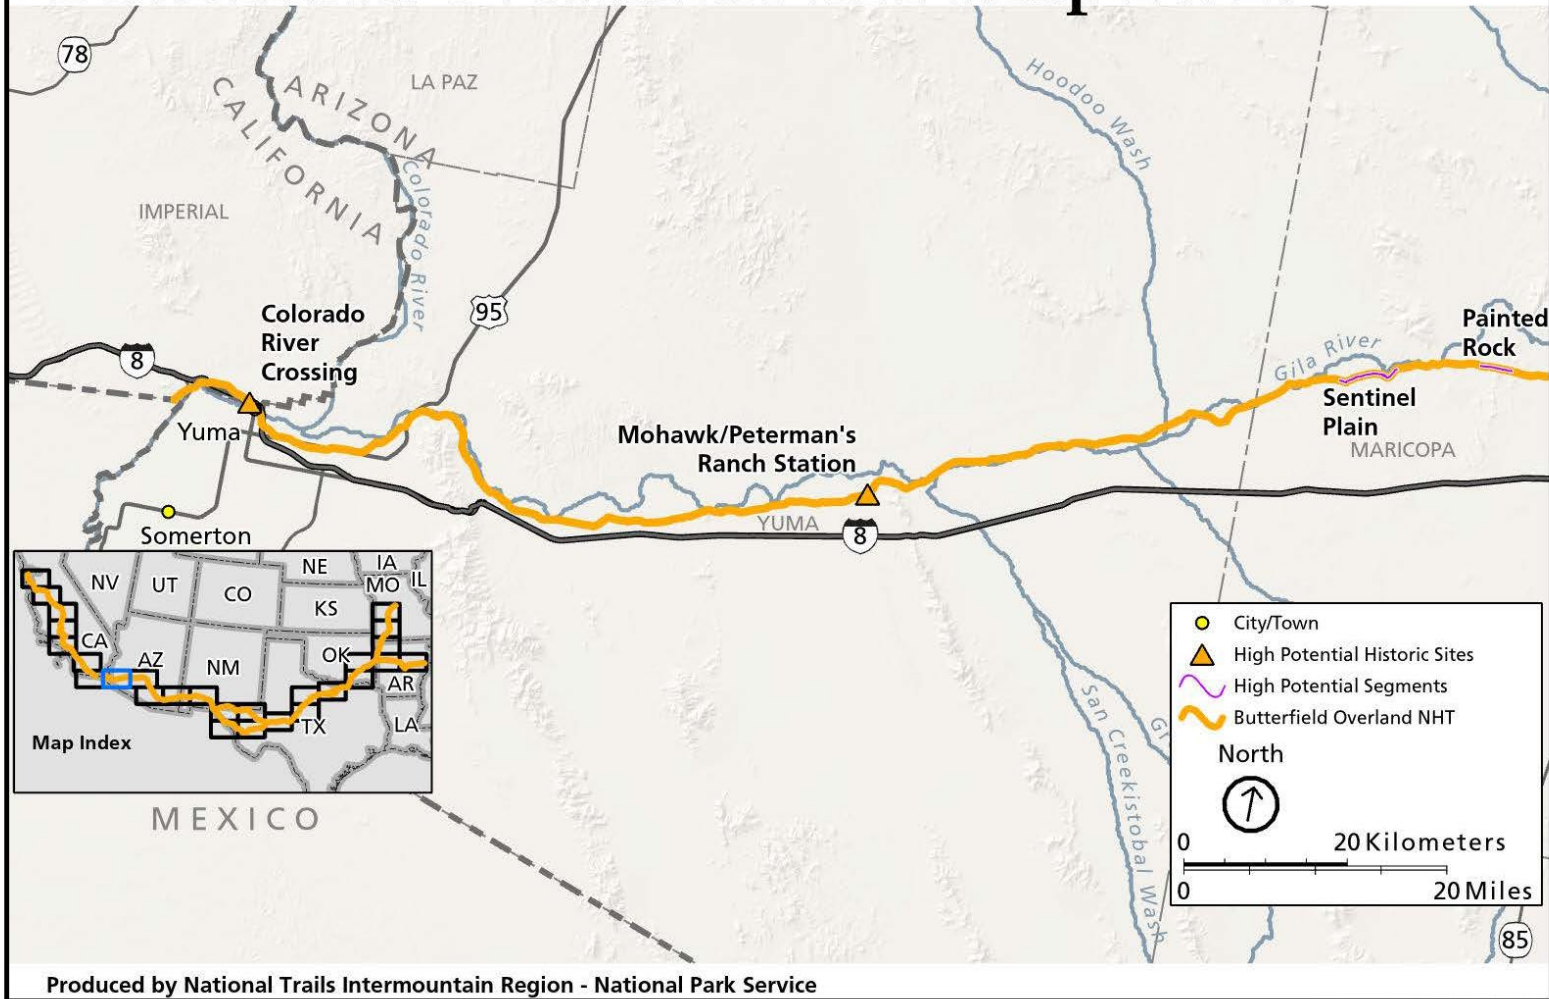 78
ARIZONA
LA PAZ
CALIFORNIA
Hoodoo Wash
Colorado River
IMPERIAL
95
Colorado
River
Crossing
8
Yuma
Painted
Rock
Gila River
Sentinel
Plain
MARICOPA
Mohawk/Peterman's
Ranch Station
YUMA
8
Somerton
NV
UT
CO
NE
IA
KS
MO
IL
CA
AZ
NM
OK
AR
TX
LA
Map Index
MEXICO
San Creekistobal Wash
City/Town
High Potential Historic Sites
High Potential Segments
Butterfield Overland NHT
North
0 20 Kilometers
0 20 Miles
85
Produced by National Trails Intermountain Region - National Park Service